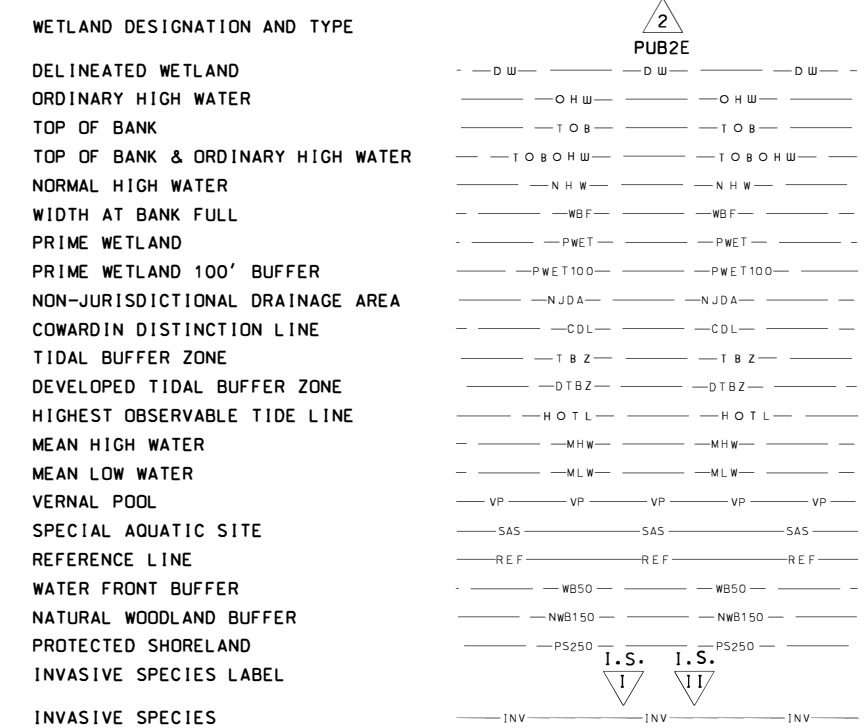 2
WETLAND DESIGNATION AND TYPE
PUB2E
DELINEATED WETLAND DW DW DW
ORDINARY HIGH WATER OHW OHW
TOP OF BANK TOB TOB
TOP OF BANK & ORDINARY HIGH WATER TOBOHW TOBOHW
NORMAL HIGH WATER NHW NHW
WIDTH AT BANK FULL WBF WBF
PRIME WETLAND PWET PWET
PRIME WETLAND 100' BUFFER PWET100 PWET100
NON-JURISDICTIONAL DRAINAGE AREA NJDA NJDA
COWARDIN DISTINCTION LINE CDL CDL
TIDAL BUFFER ZONE TBZ TBZ
DEVELOPED TIDAL BUFFER ZONE DTBZ DTBZ
HIGHEST OBSERVABLE TIDE LINE HOTL HOTL
MEAN HIGH WATER MHW MHW
MEAN LOW WATER MLW MLW
VERNAL POOL VP VP VP VP VP
SPECIAL AQUATIC SITE SAS SAS SAS
REFERENCE LINE REF REF REF
WATER FRONT BUFFER WB50 WB50
NATURAL WOODLAND BUFFER NWB150 NWB150
PROTECTED SHORELAND PS250 PS250
I.S. I.S.
INVASIVE SPECIES LABEL I II
INVASIVE SPECIES INV INV INV